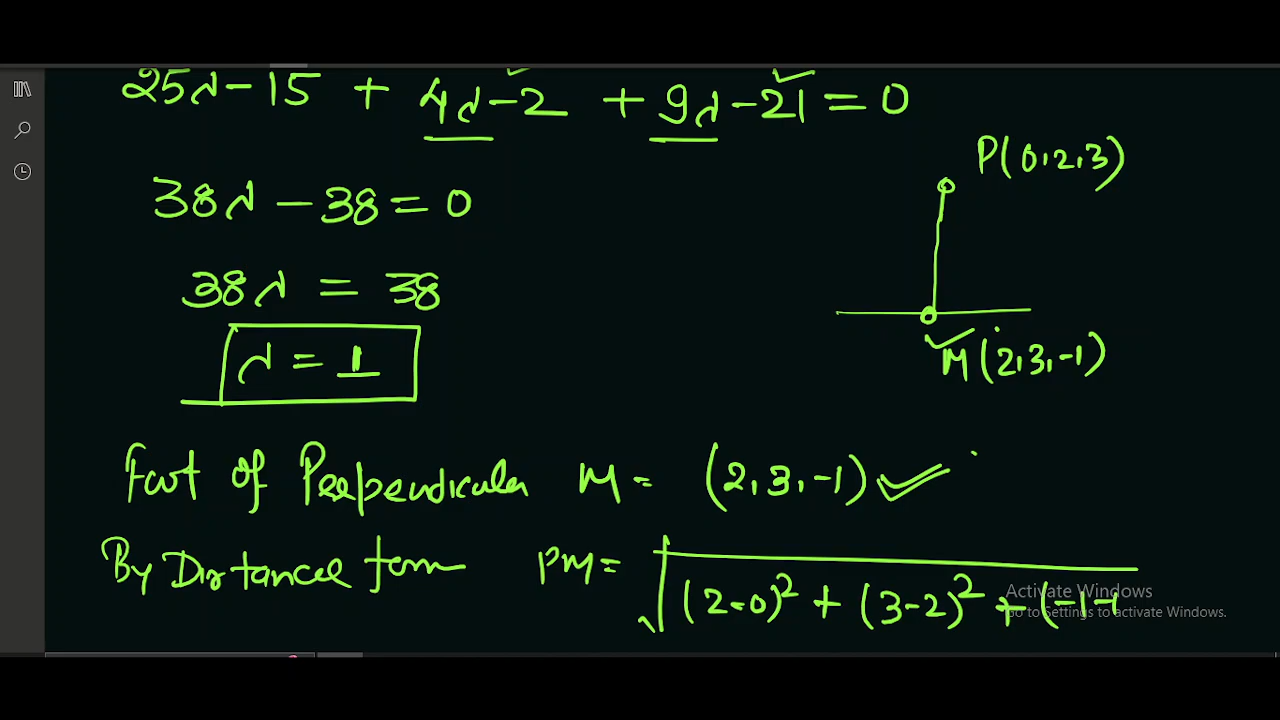 25λ-15 + 4λ-2 + 9λ-21 = 0
P(0,2,3)
38λ - 38 = 0
38λ = 38
λ = 1
M(2,3,-1)
Foot of Perpendicular M = (2,3,-1)
By Distance form PM = √(2-0)² + (3-2)² + (-1-
Activate Windows
Go to Settings to activate Windows.